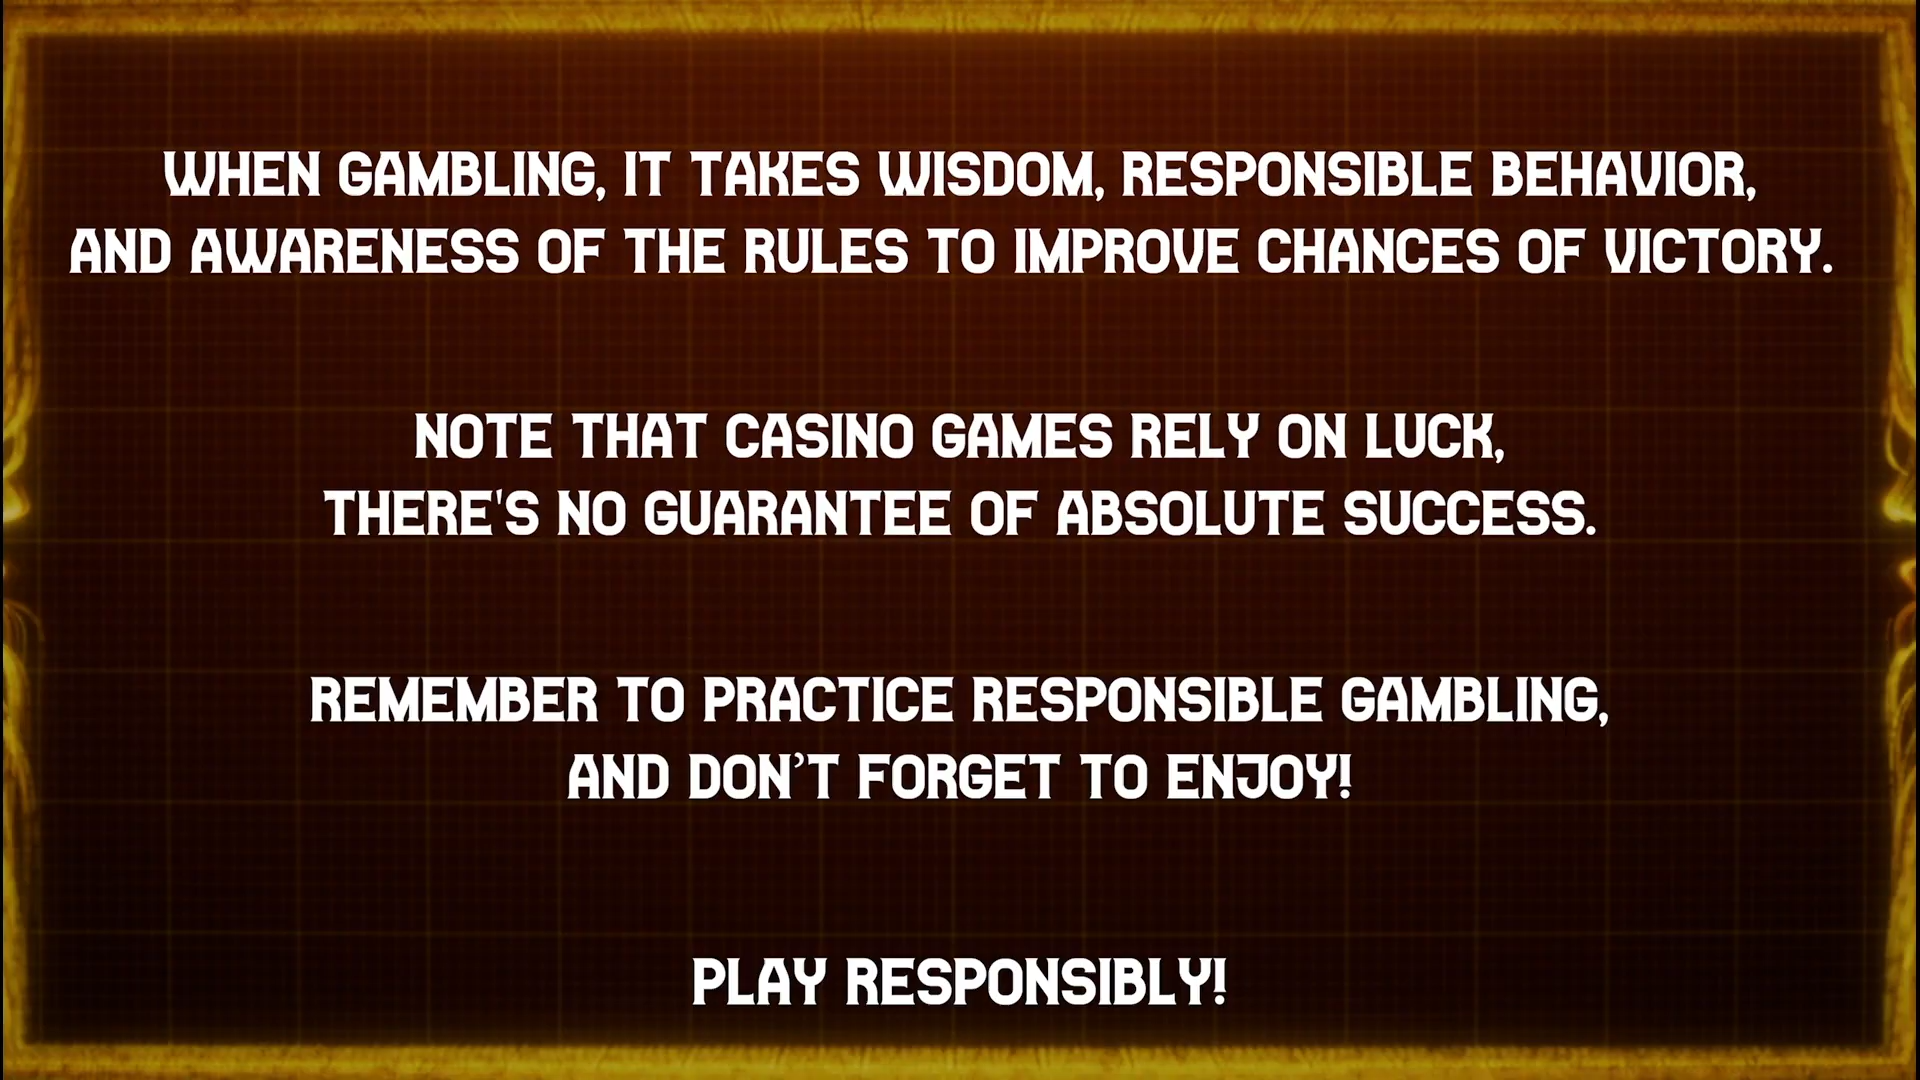 WHEN GAMBLING, IT TAKES WISDOM, RESPONSIBLE BEHAVIOR,
AND AWARENESS OF THE RULES TO IMPROVE CHANCES OF VICTORY.
NOTE THAT CASINO GAMES RELY ON LUCK,
THERE'S NO GUARANTEE OF ABSOLUTE SUCCESS.
REMEMBER TO PRACTICE RESPONSIBLE GAMBLING,
AND DON’T FORGET TO ENJOY!
PLAY RESPONSIBLY!